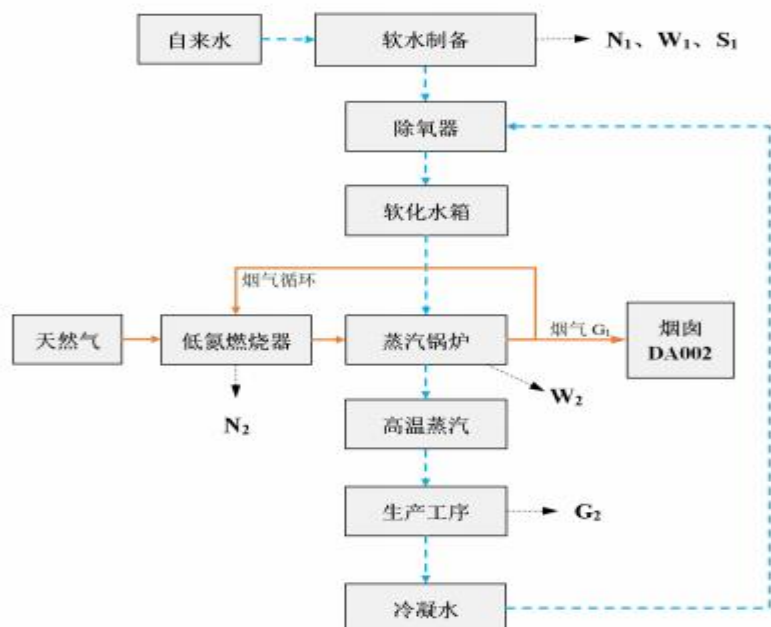 自来水
软水制备
N₁、W₁、S₁
除氧器
软化水箱
烟气循环
天然气
低氮燃烧器
蒸汽锅炉
烟气 G₁
烟囱
DA002
N₂
W₂
高温蒸汽
生产工序
G₂
冷凝水